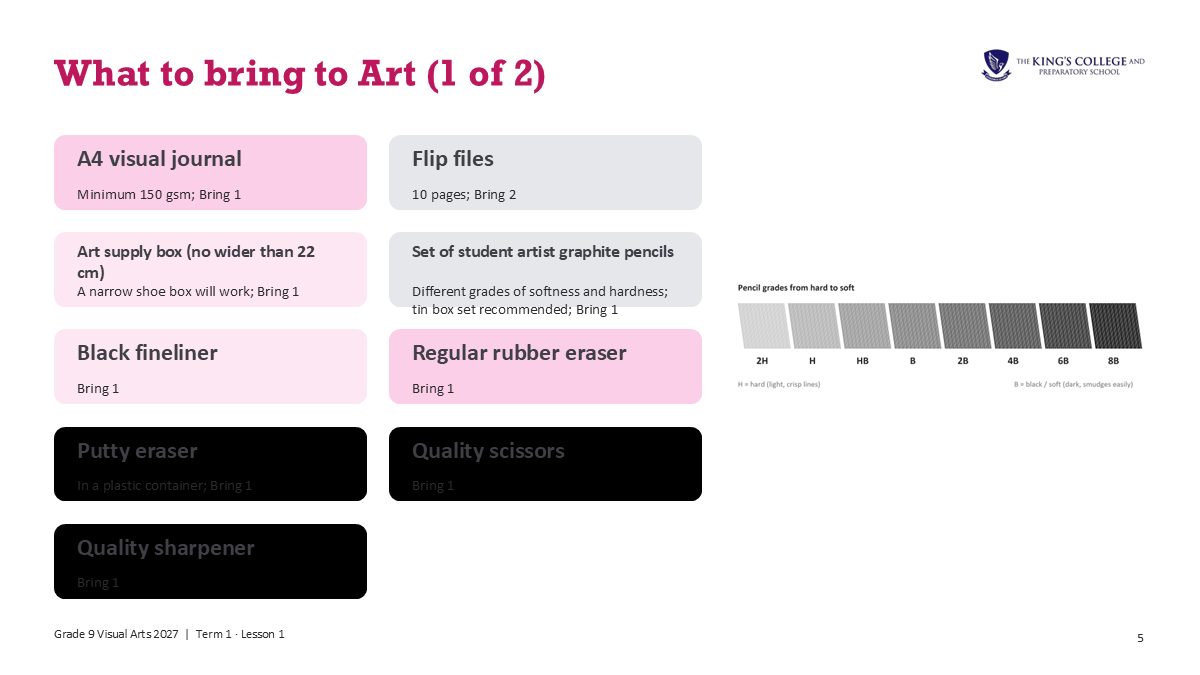 What to bring to Art (1 of 2)
THE KING'S COLLEGE AND
PREPARATORY SCHOOL
A4 visual journal
Minimum 150 gsm; Bring 1
Flip files
10 pages; Bring 2
Art supply box (no wider than 22
cm)
A narrow shoe box will work; Bring 1
Set of student artist graphite pencils
Different grades of softness and hardness;
tin box set recommended; Bring 1
Black fineliner
Bring 1
Regular rubber eraser
Bring 1
Putty eraser
In a plastic container; Bring 1
Quality scissors
Bring 1
Quality sharpener
Bring 1
Pencil grades from hard to soft
2H H HB B 2B 4B 6B 8B
H = hard (light, crisp lines) B = black / soft (dark, smudges easily)
Grade 9 Visual Arts 2027 | Term 1 · Lesson 1
5